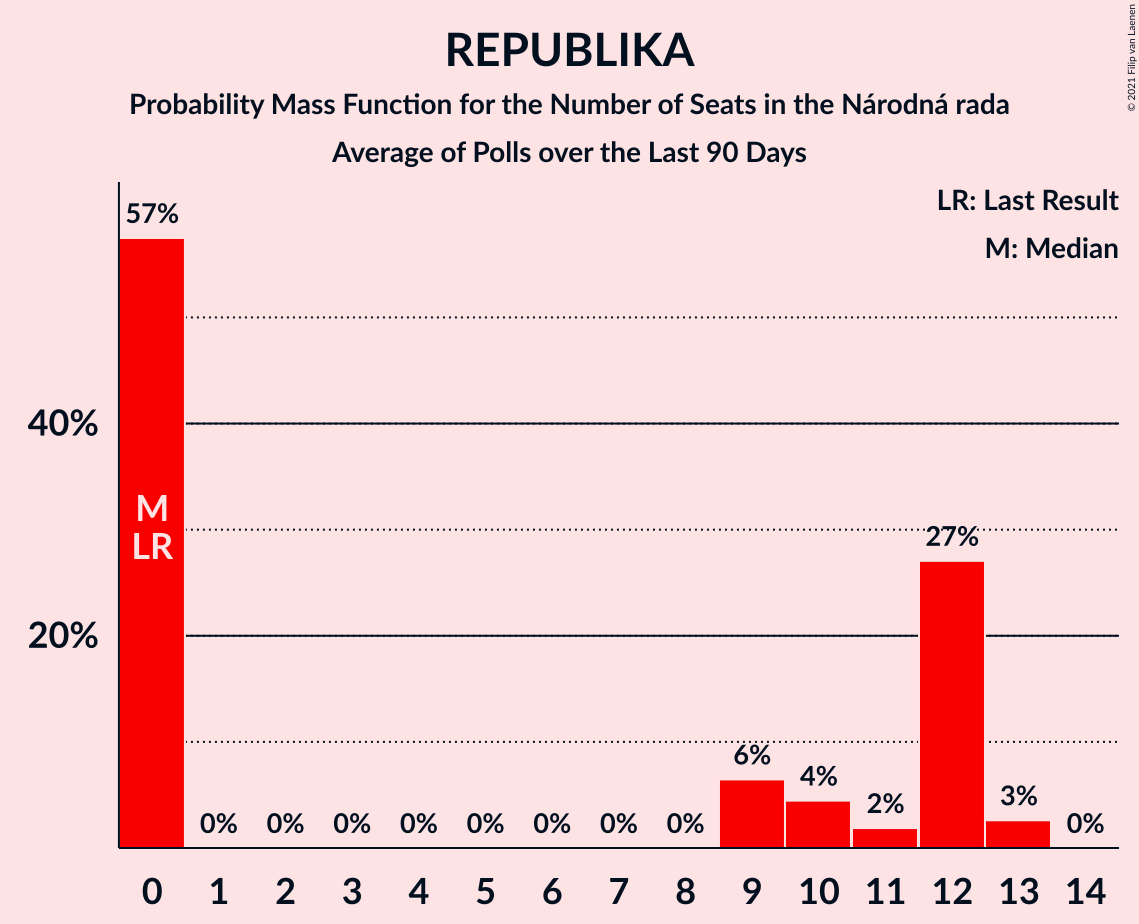 REPUBLIKA
Probability Mass Function for the Number of Seats in the Národná rada
Average of Polls over the Last 90 Days
© 2021 Filip van Laenen
LR: Last Result
M: Median
57%
40%
20%
M
LR
0% 0% 0% 0% 0% 0% 0% 0% 6% 4% 2% 27% 3% 0%
0 1 2 3 4 5 6 7 8 9 10 11 12 13 14